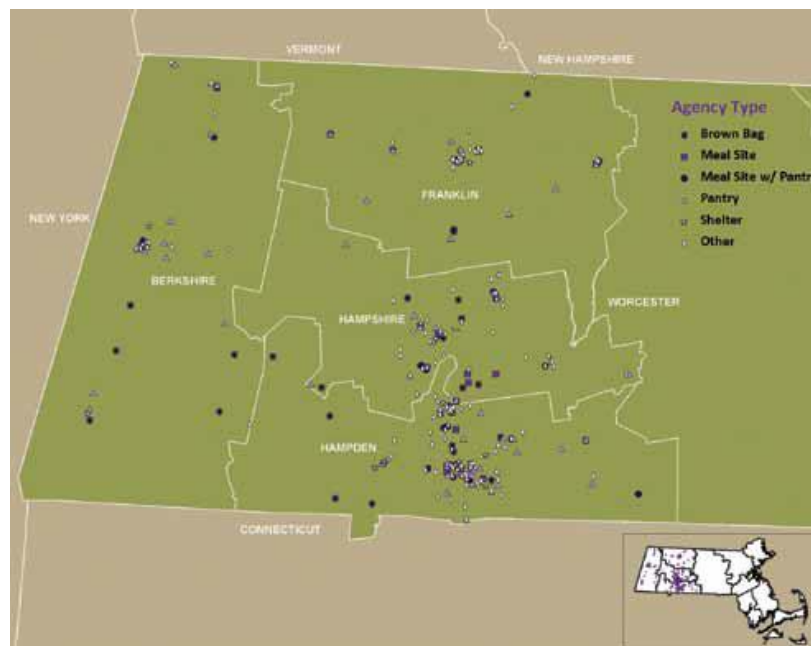 VERMONT
NEW HAMPSHIRE
Agency Type
Brown Bag
Meal Site
Meal Site w/ Pantr
Pantry
Shelter
Other
FRANKLIN
NEW YORK
BERKSHIRE
WORCESTER
HAMPSHIRE
HAMPDEN
CONNECTICUT